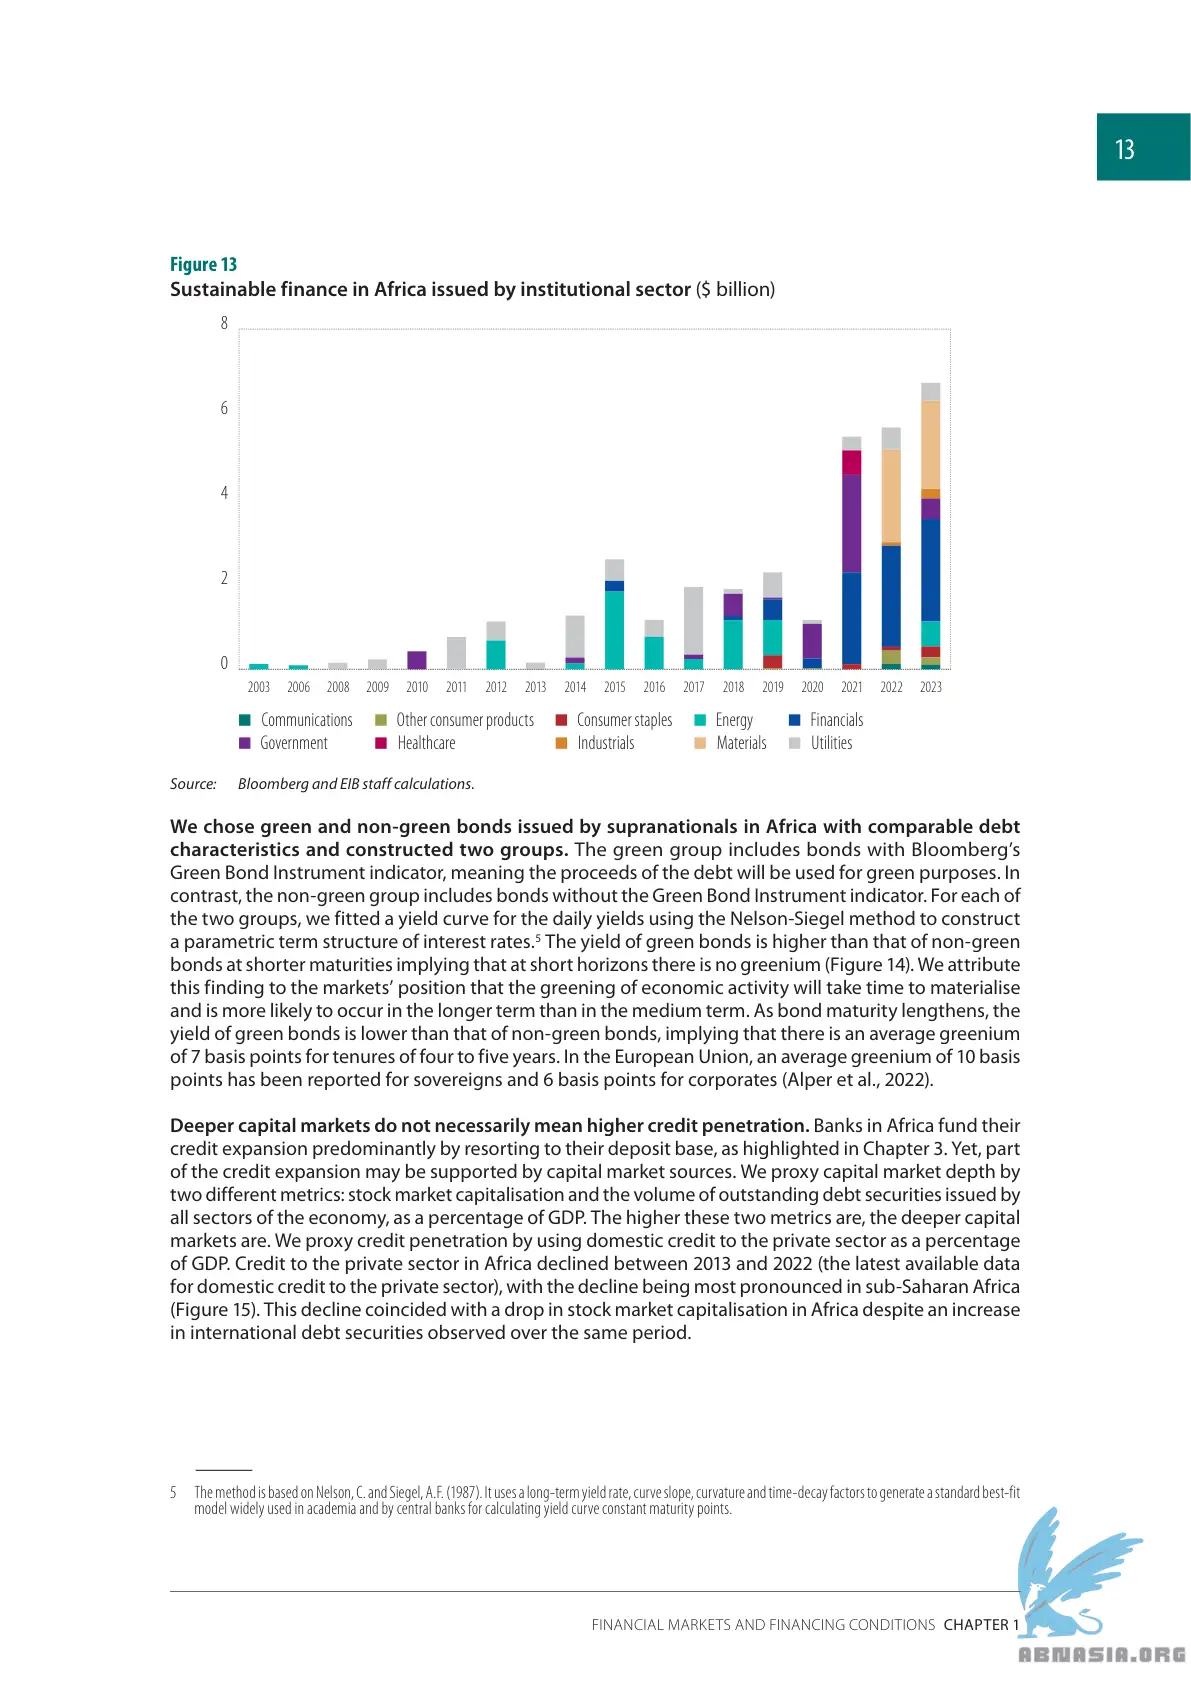 13
Figure 13
Sustainable finance in Africa issued by institutional sector ($ billion)
8
6
4
2
0
2003 2006 2008 2009 2010 2011 2012 2013 2014 2015 2016 2017 2018 2019 2020 2021 2022 2023
Communications Other consumer products Consumer staples Energy Financials
Government Healthcare Industrials Materials Utilities
Source: Bloomberg and EIB staff calculations.
We chose green and non-green bonds issued by supranationals in Africa with comparable debt
characteristics and constructed two groups. The green group includes bonds with Bloomberg’s
Green Bond Instrument indicator, meaning the proceeds of the debt will be used for green purposes. In
contrast, the non-green group includes bonds without the Green Bond Instrument indicator. For each of
the two groups, we fitted a yield curve for the daily yields using the Nelson-Siegel method to construct
a parametric term structure of interest rates.5 The yield of green bonds is higher than that of non-green
bonds at shorter maturities implying that at short horizons there is no greenium (Figure 14). We attribute
this finding to the markets’ position that the greening of economic activity will take time to materialise
and is more likely to occur in the longer term than in the medium term. As bond maturity lengthens, the
yield of green bonds is lower than that of non-green bonds, implying that there is an average greenium
of 7 basis points for tenures of four to five years. In the European Union, an average greenium of 10 basis
points has been reported for sovereigns and 6 basis points for corporates (Alper et al., 2022).
Deeper capital markets do not necessarily mean higher credit penetration. Banks in Africa fund their
credit expansion predominantly by resorting to their deposit base, as highlighted in Chapter 3. Yet, part
of the credit expansion may be supported by capital market sources. We proxy capital market depth by
two different metrics: stock market capitalisation and the volume of outstanding debt securities issued by
all sectors of the economy, as a percentage of GDP. The higher these two metrics are, the deeper capital
markets are. We proxy credit penetration by using domestic credit to the private sector as a percentage
of GDP. Credit to the private sector in Africa declined between 2013 and 2022 (the latest available data
for domestic credit to the private sector), with the decline being most pronounced in sub-Saharan Africa
(Figure 15). This decline coincided with a drop in stock market capitalisation in Africa despite an increase
in international debt securities observed over the same period.
5 The method is based on Nelson, C. and Siegel, A.F. (1987). It uses a long-term yield rate, curve slope, curvature and time-decay factors to generate a standard best-fit
model widely used in academia and by central banks for calculating yield curve constant maturity points.
FINANCIAL MARKETS AND FINANCING CONDITIONS CHAPTER 1
ABNASIA.ORG